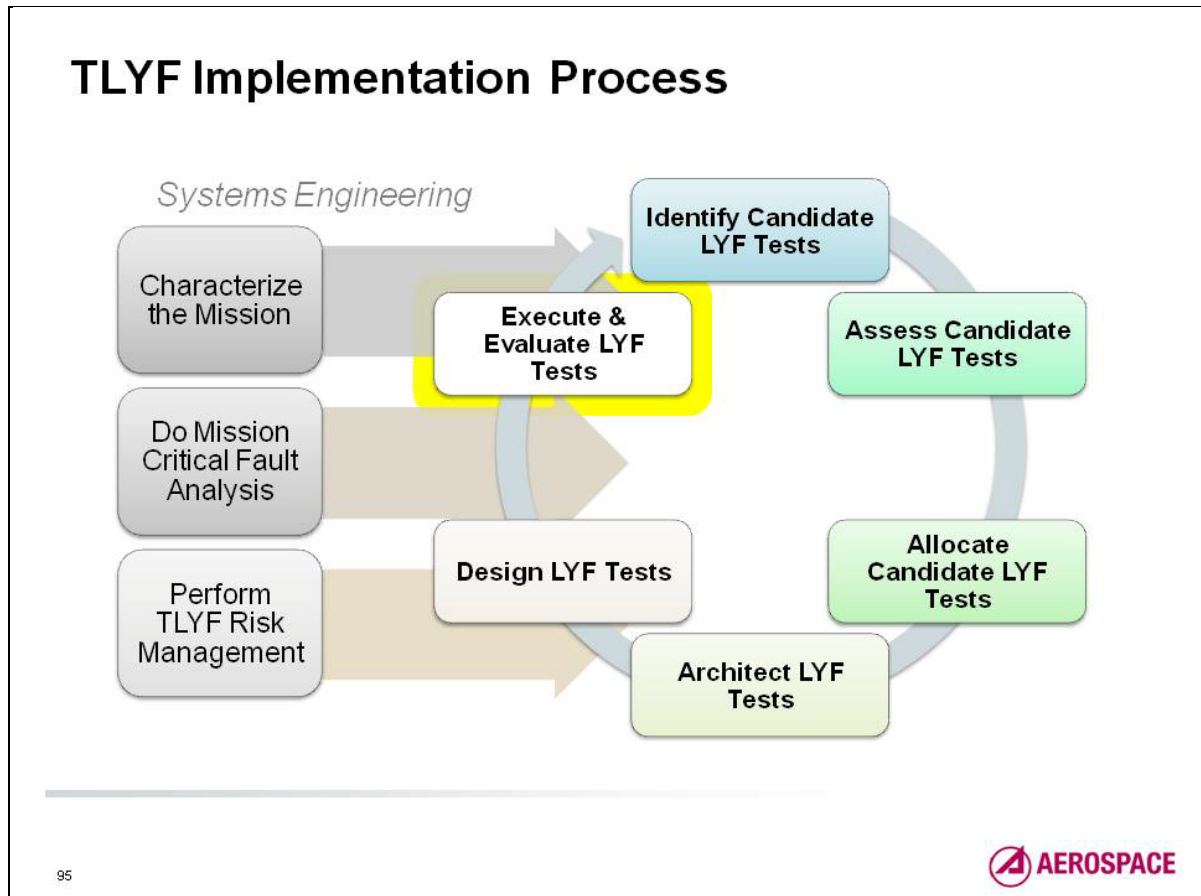 TLYF Implementation Process
Systems Engineering
Characterize
the Mission
Do Mission
Critical Fault
Analysis
Perform
TLYF Risk
Management
Identify Candidate
LYF Tests
Assess Candidate
LYF Tests
Allocate
Candidate LYF
Tests
Architect LYF
Tests
Design LYF Tests
Execute &
Evaluate LYF
Tests
95
AEROSPACE